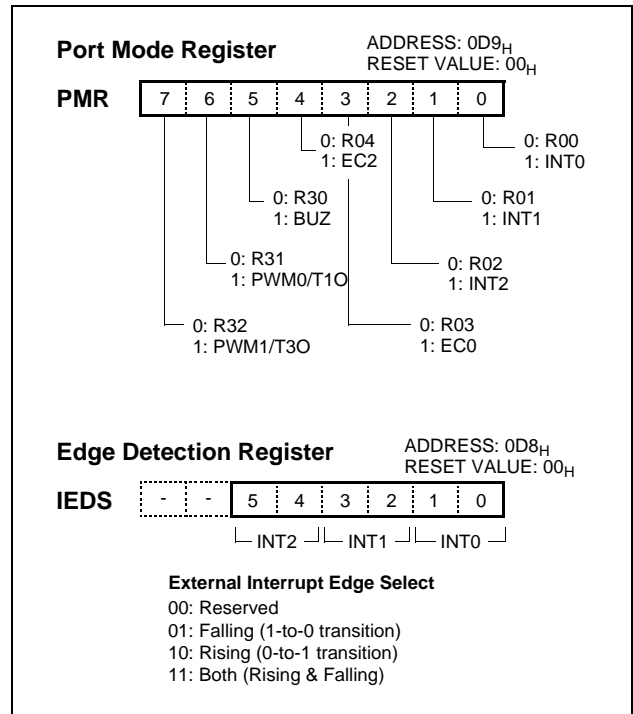 Port Mode Register
ADDRESS: 0D9H
RESET VALUE: 00H
PMR 7 6 5 4 3 2 1 0
0: R04
1: EC2
0: R00
1: INT0
0: R30
1: BUZ
0: R01
1: INT1
0: R31
1: PWM0/T1O
0: R02
1: INT2
0: R32
1: PWM1/T3O
0: R03
1: EC0
Edge Detection Register
ADDRESS: 0D8H
RESET VALUE: 00H
IEDS - - 5 4 3 2 1 0
INT2 INT1 INT0
External Interrupt Edge Select
00: Reserved
01: Falling (1-to-0 transition)
10: Rising (0-to-1 transition)
11: Both (Rising & Falling)